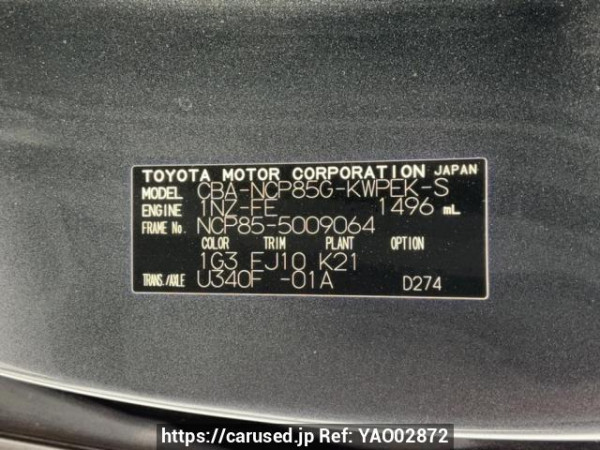 TOYOTA MOTOR CORPORATION JAPAN
MODEL CBA-NCP85G-KWPEK-S
ENGINE 1NZ-FE 1496 mL
FRAME No. NCP85-5009064
COLOR TRIM PLANT OPTION
1G3 FJ10 K21
TRANS./AXLE U340F -01A D274
https://carused.jp Ref: YAO02872